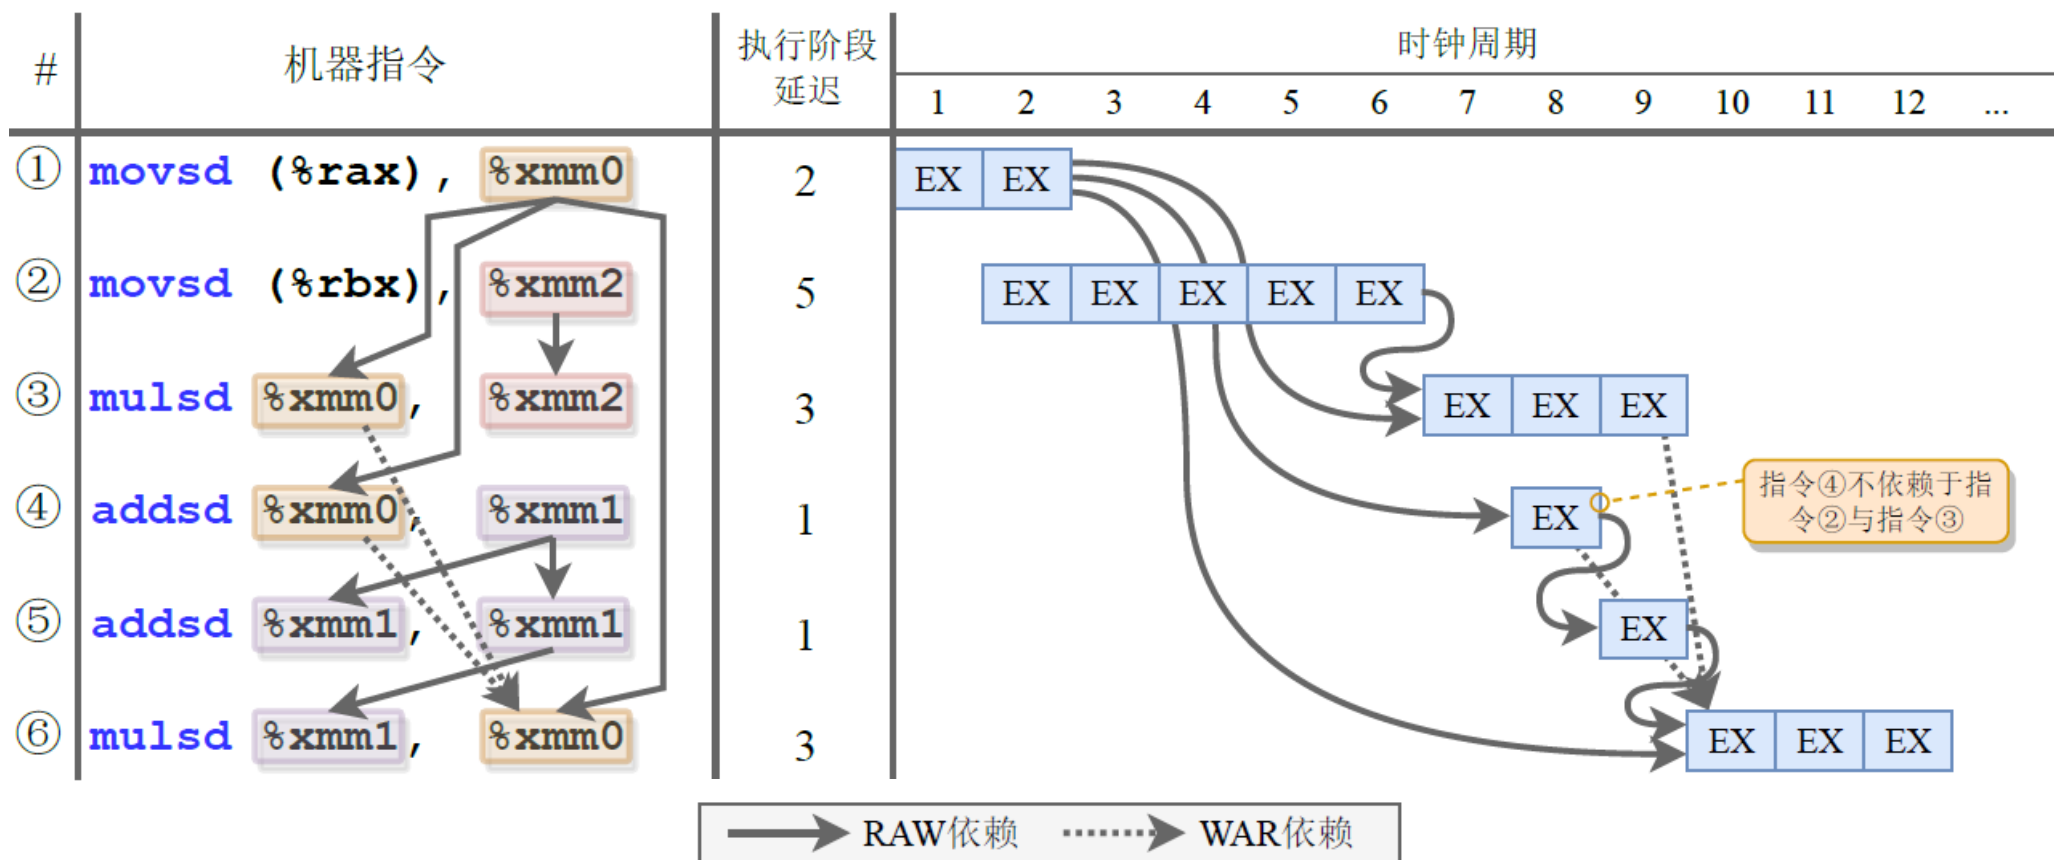 # 机器指令 执行阶段延迟 时钟周期
1 2 3 4 5 6 7 8 9 10 11 12 ...
① movsd (%rax), %xmm0 2 EX EX
② movsd (%rbx), %xmm2 5 EX EX EX EX EX
③ mulsd %xmm0, %xmm2 3 EX EX EX
④ addsd %xmm0, %xmm1 1 EX
指令④不依赖于指
令②与指令③
⑤ addsd %xmm1, %xmm1 1 EX
⑥ mulsd %xmm1, %xmm0 3 EX EX EX
RAW依赖 WAR依赖